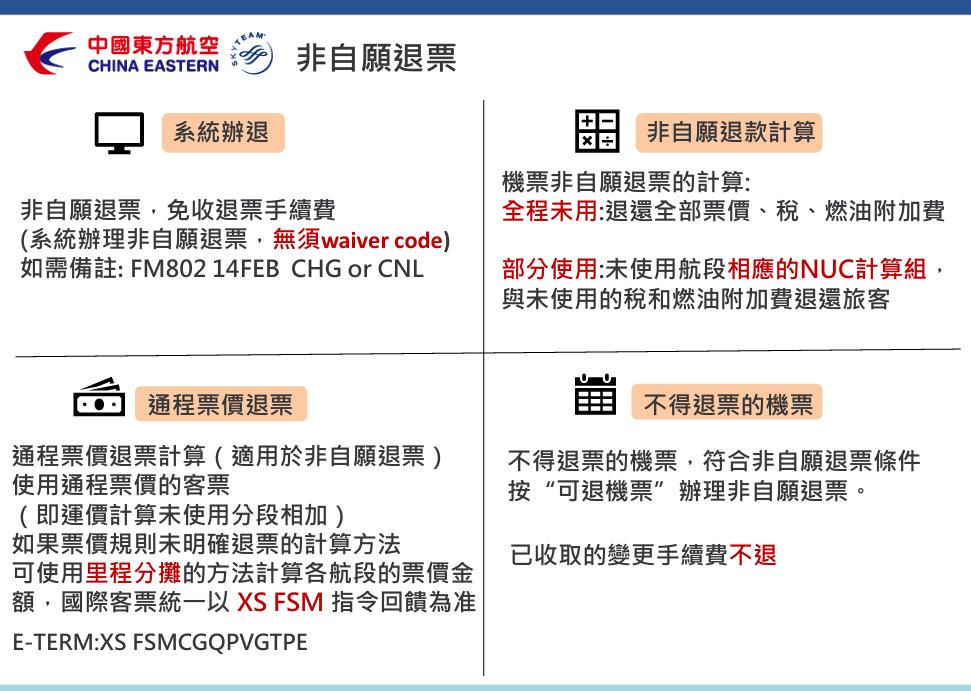 中國東方航空
CHINA EASTERN
SKYTEAM
非自願退票
系統辦退
非自願退票，免收退票手續費
(系統辦理非自願退票，無須waiver code)
如需備註: FM802 14FEB CHG or CNL
非自願退款計算
機票非自願退票的計算:
全程未用:退還全部票價、稅、燃油附加費
部分使用:未使用航段相應的NUC計算組，
與未使用的稅和燃油附加費退還旅客
通程票價退票
通程票價退票計算（適用於非自願退票）
使用通程票價的客票
（即運價計算未使用分段相加）
如果票價規則未明確退票的計算方法
可使用里程分攤的方法計算各航段的票價金
額，國際客票統一以 XS FSM 指令回饋為准
E-TERM:XS FSMCGQPVGTPE
不得退票的機票
不得退票的機票，符合非自願退票條件
按“可退機票”辦理非自願退票。
已收取的變更手續費不退